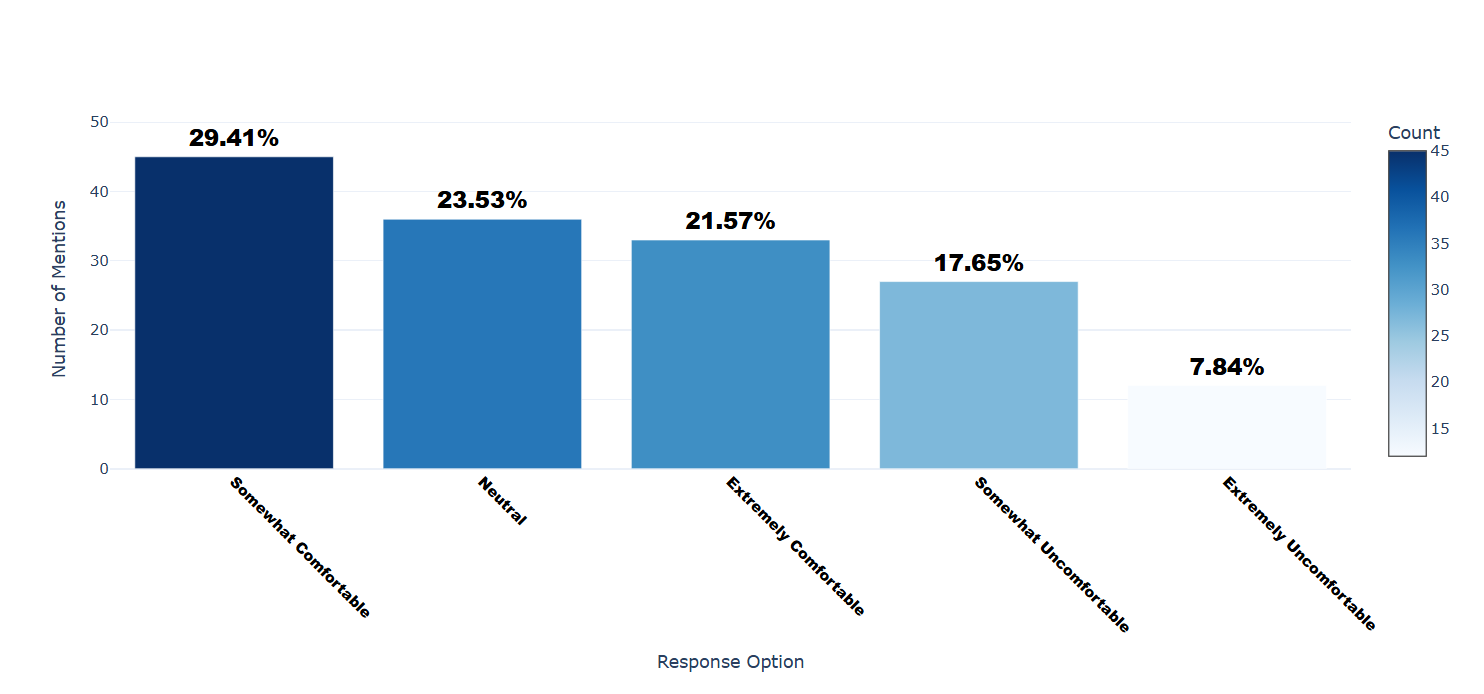 50
40
30
20
10
0
Number of Mentions
29.41%
23.53%
21.57%
17.65%
7.84%
Somewhat Comfortable
Neutral
Extremely Comfortable
Somewhat Uncomfortable
Extremely Uncomfortable
Response Option
Count
45
40
35
30
25
20
15